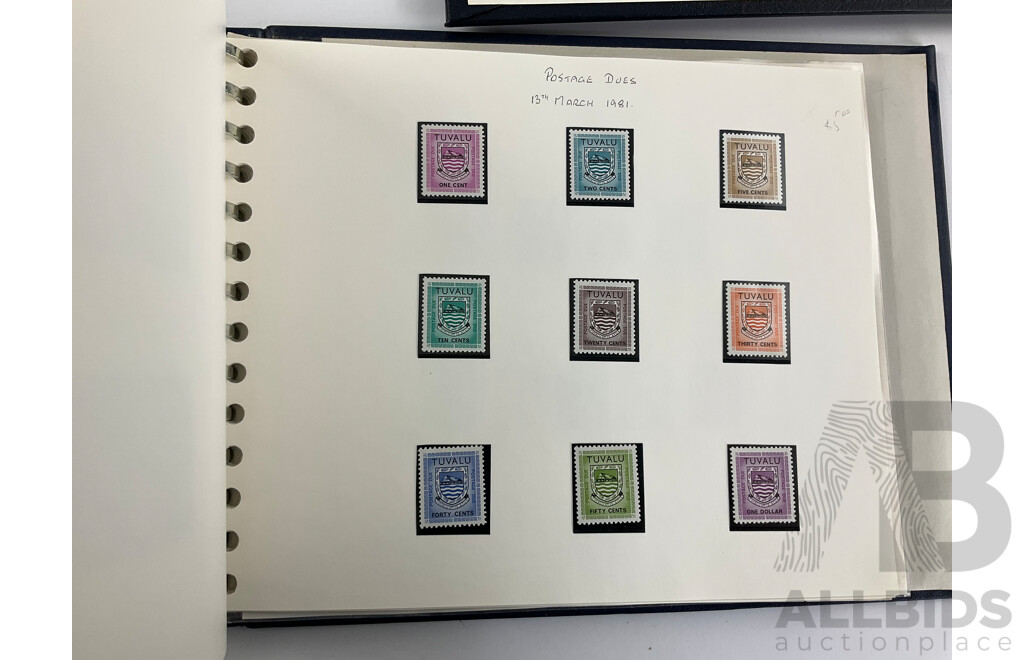 POSTAGE DUES
13TH MARCH 1981.
TUVALU
ONE CENT
TUVALU
TWO CENTS
TUVALU
FIVE CENTS
TUVALU
TEN CENTS
TUVALU
TWENTY CENTS
TUVALU
THIRTY CENTS
TUVALU
FORTY CENTS
TUVALU
FIFTY CENTS
TUVALU
ONE DOLLAR
AB
ALLBIDS
auctionplace